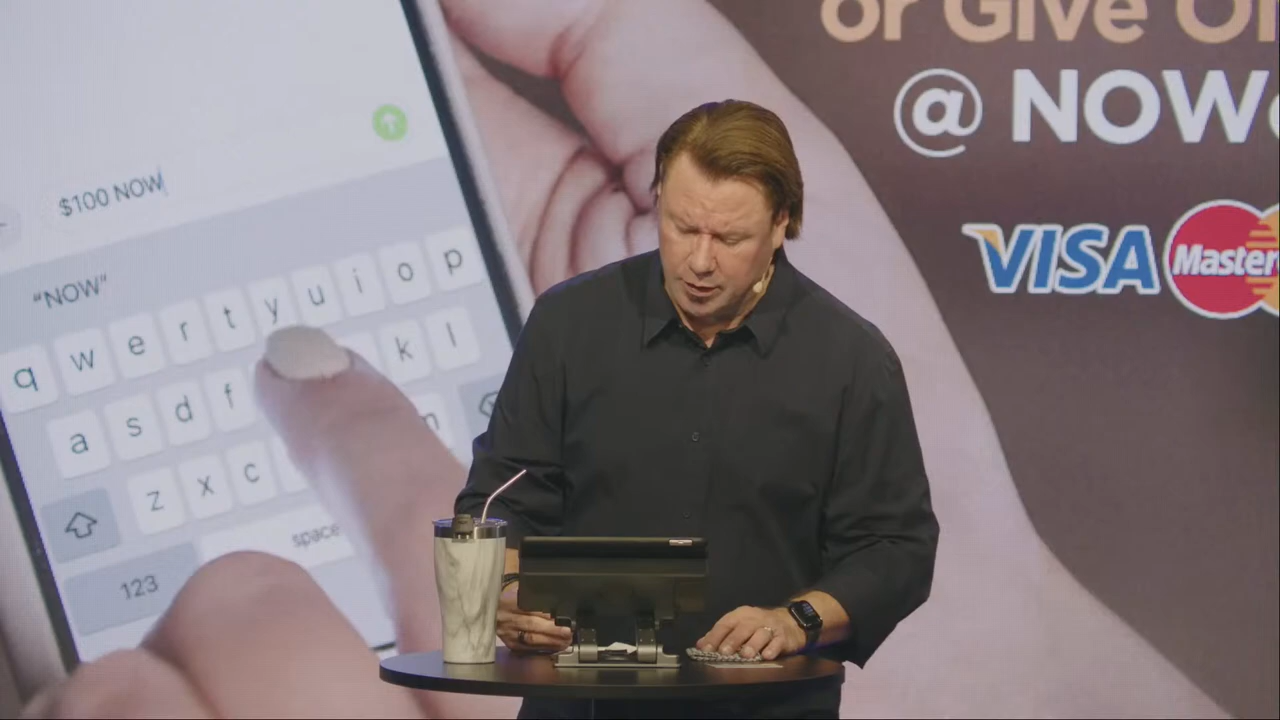 or Give
@ NOW
VISA
Master
$100 NOW
"NOW"
q w e r t y u i o p
a s d f k l
z x c m
space
123